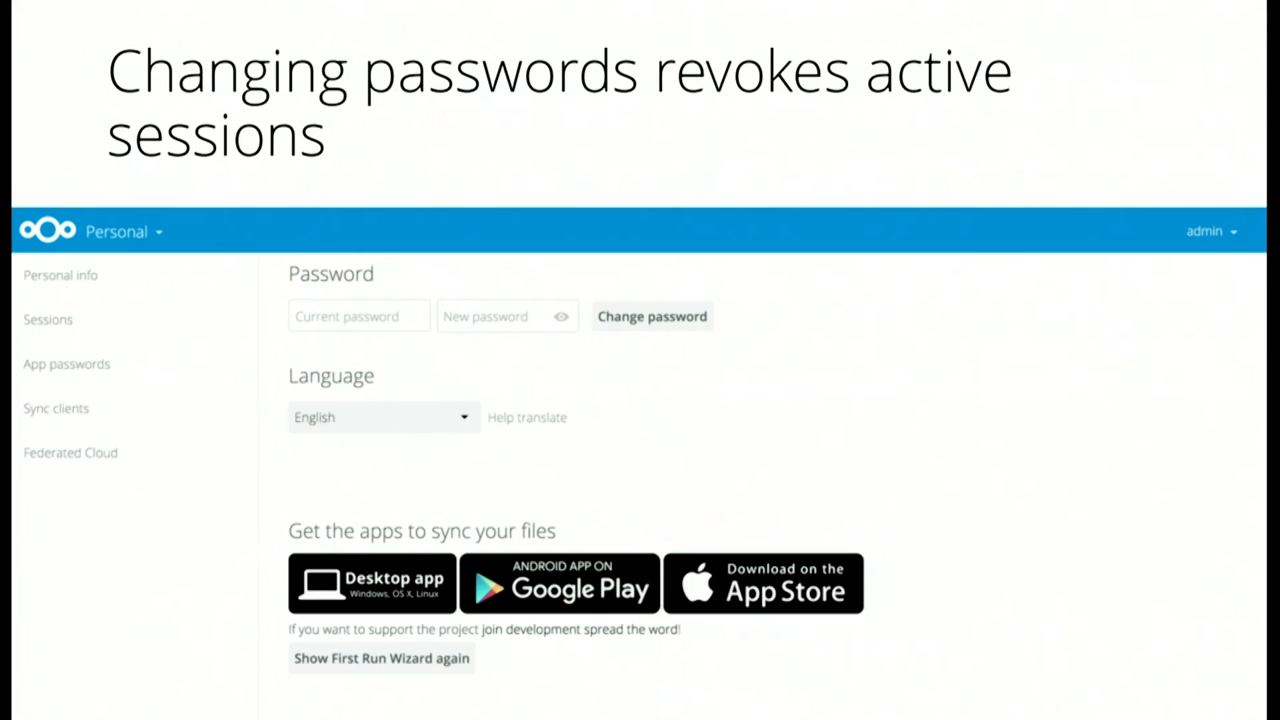 Changing passwords revokes active
sessions
Personal
admin
Personal info
Sessions
App passwords
Sync clients
Federated Cloud
Password
Current password
New password
Change password
Language
English
Help translate
Get the apps to sync your files
Desktop app
Windows, OS X, Linux
ANDROID APP ON
Google Play
Download on the
App Store
If you want to support the project join development spread the word!
Show First Run Wizard again